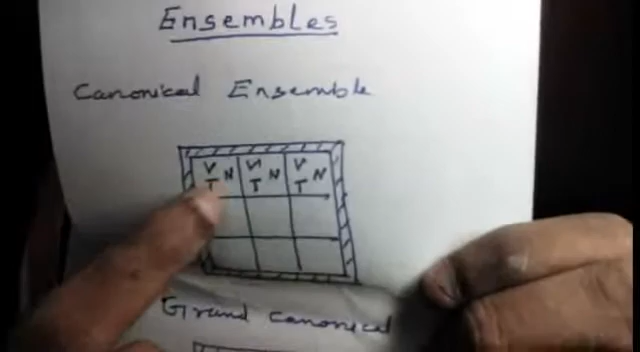 Ensembles
Canonical Ensemble
V N V N V N
T T T
Grand canonical